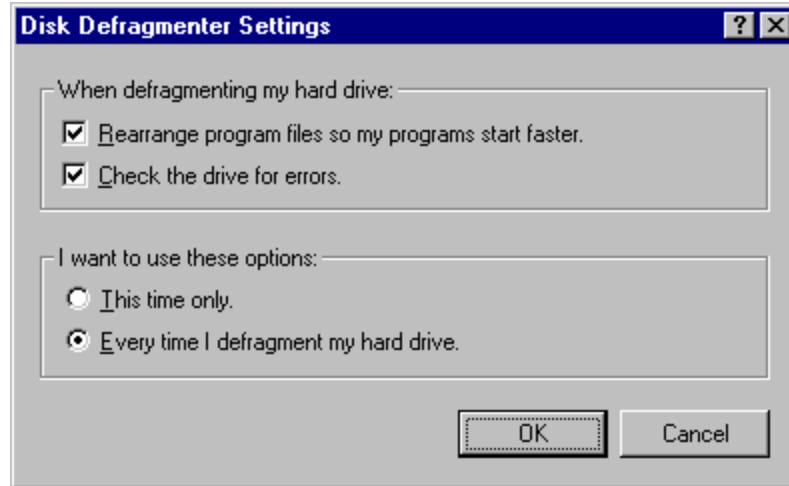 Disk Defragmenter Settings
When defragmenting my hard drive:
Rearrange program files so my programs start faster.
Check the drive for errors.
I want to use these options:
This time only.
Every time I defragment my hard drive.
OK Cancel